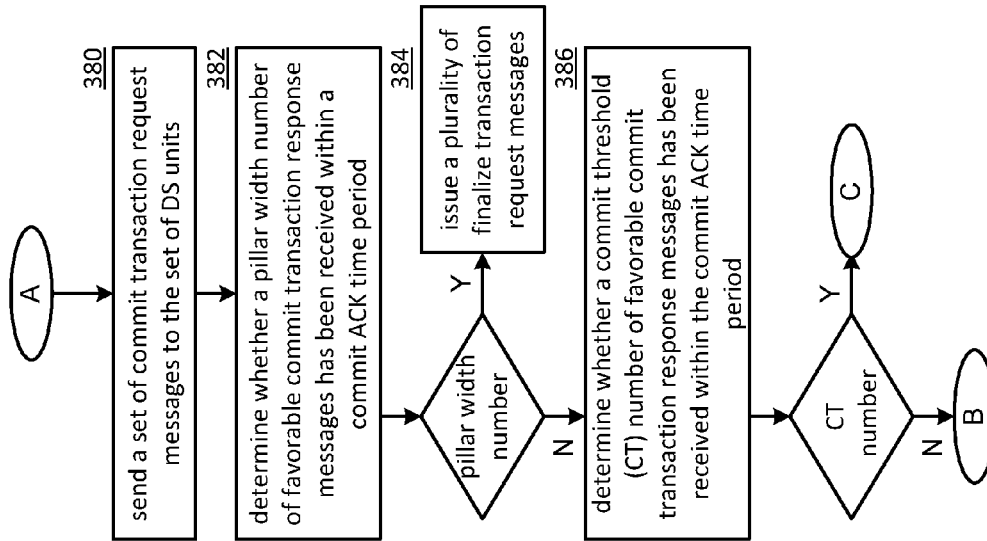 A
380
send a set of commit transaction request
messages to the set of DS units
382
determine whether a pillar width number
of favorable commit transaction response
messages has been received within a
commit ACK time period
pillar width
number
Y
N
384
issue a plurality of
finalize transaction
request messages
386
determine whether a commit threshold
(CT) number of favorable commit
transaction response messages has been
received within the commit ACK time
period
CT
number
Y
C
N
B